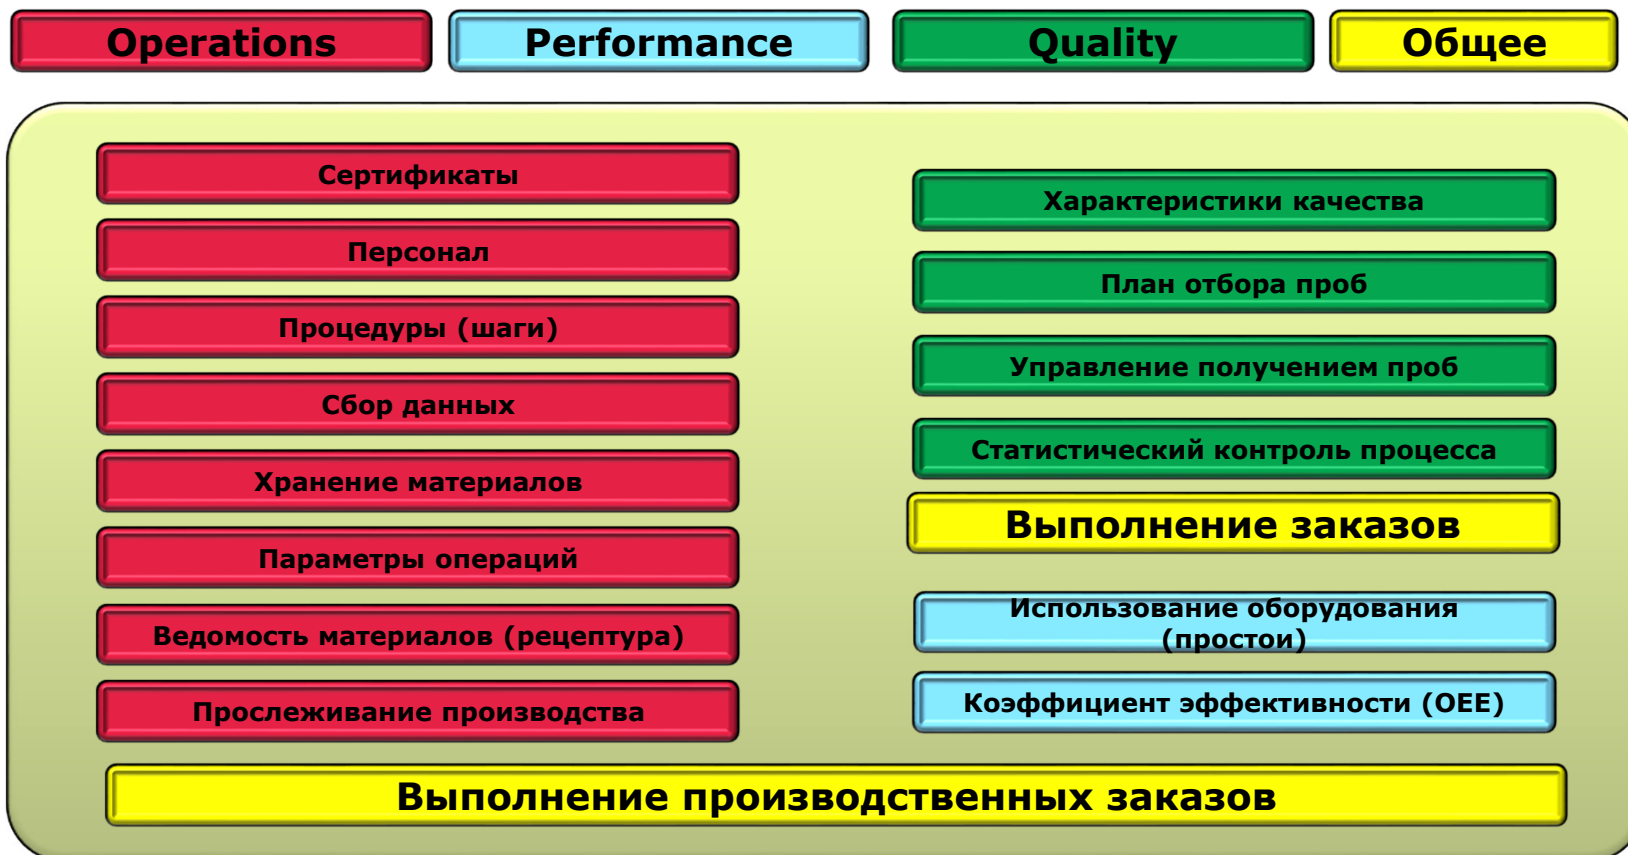 Operations
Performance
Quality
Общее
Сертификаты
Персонал
Процедуры (шаги)
Сбор данных
Хранение материалов
Параметры операций
Ведомость материалов (рецептура)
Прослеживание производства
Характеристики качества
План отбора проб
Управление получением проб
Статистический контроль процесса
Выполнение заказов
Использование оборудования
(простои)
Коэффициент эффективности (OEE)
Выполнение производственных заказов